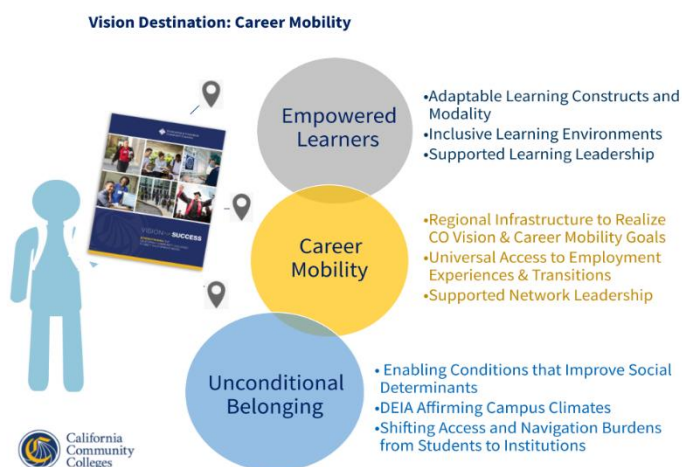 Vision Destination: Career Mobility
Empowered
Learners
•Adaptable Learning Constructs and
Modality
•Inclusive Learning Environments
•Supported Learning Leadership
VISION FOR SUCCESS
Career
Mobility
•Regional Infrastructure to Realize
CO Vision & Career Mobility Goals
•Universal Access to Employment
Experiences & Transitions
•Supported Network Leadership
Unconditional
Belonging
• Enabling Conditions that Improve Social
Determinants
•DEIA Affirming Campus Climates
•Shifting Access and Navigation Burdens
from Students to Institutions
California
Community
Colleges